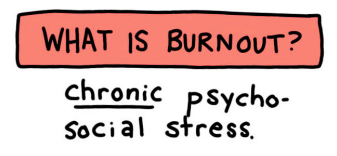 WHAT IS BURNOUT?
chronic psycho-
social stress.